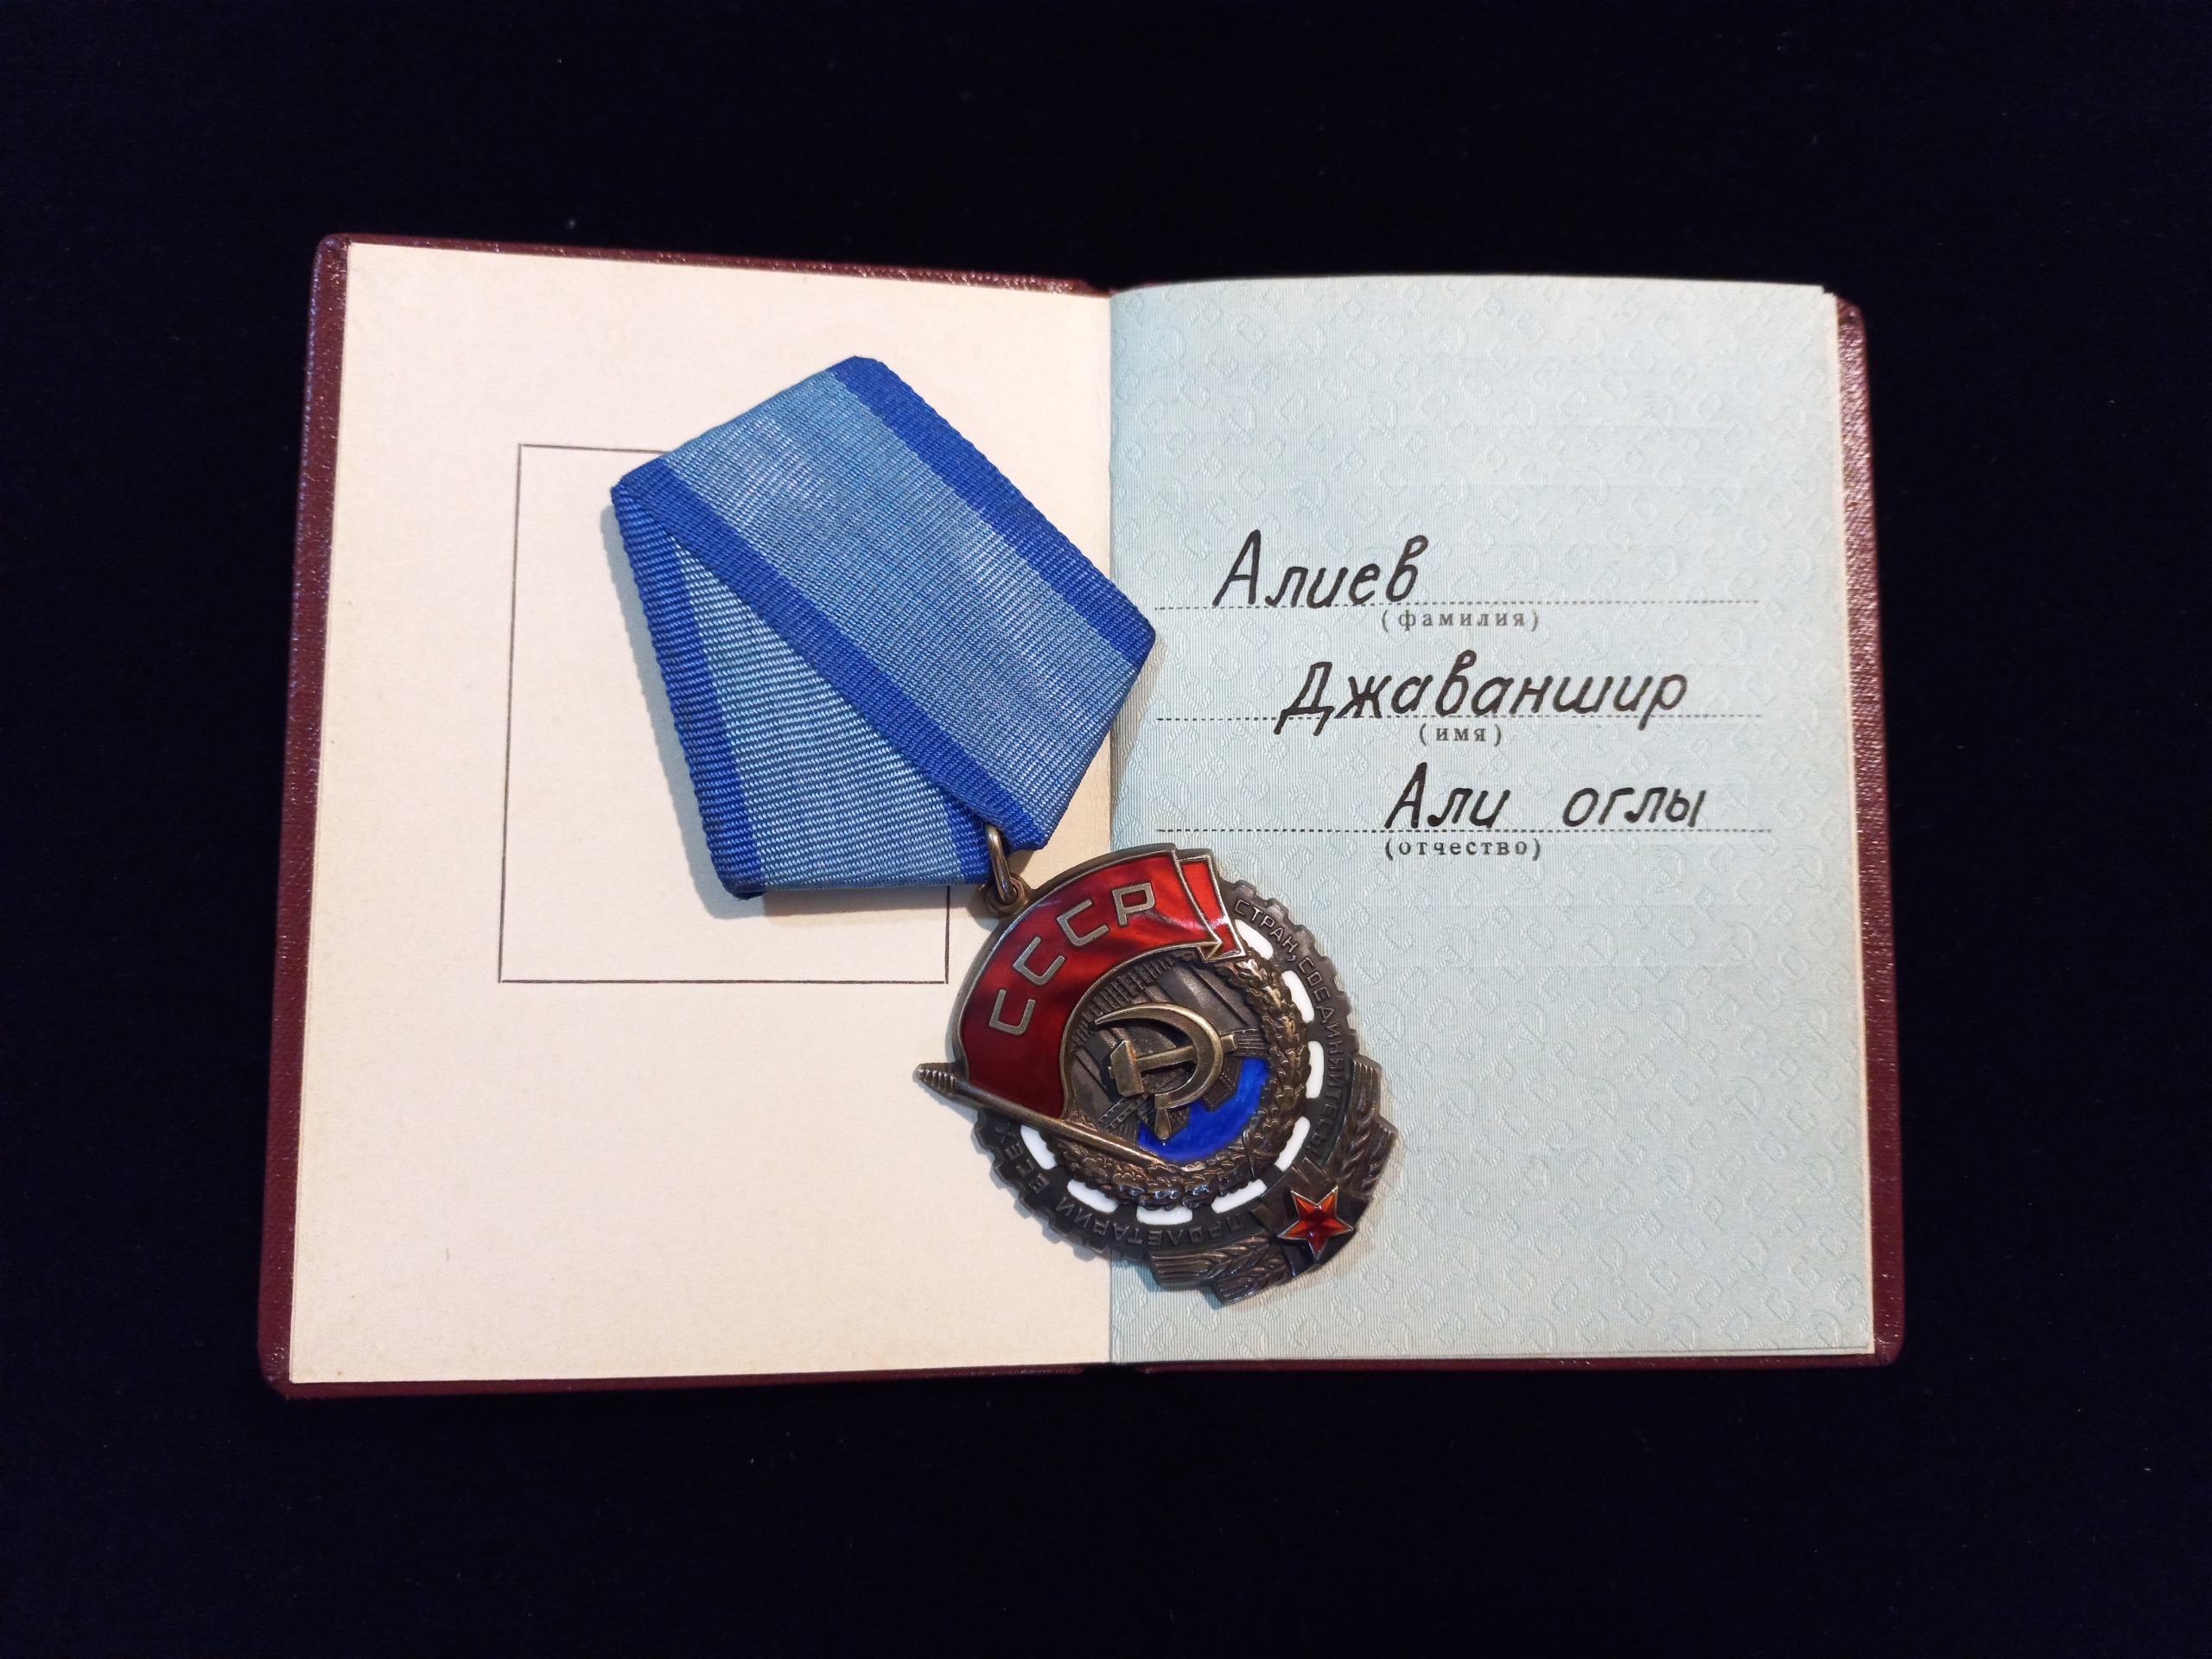 Алиев
(фамилия)
Джаваншир
(имя)
Али оглы
(отчество)
СССР
ПРОЛЕТАРИИ ВСЕХ СТРАН, СОЕДИНЯЙТЕСЬ!